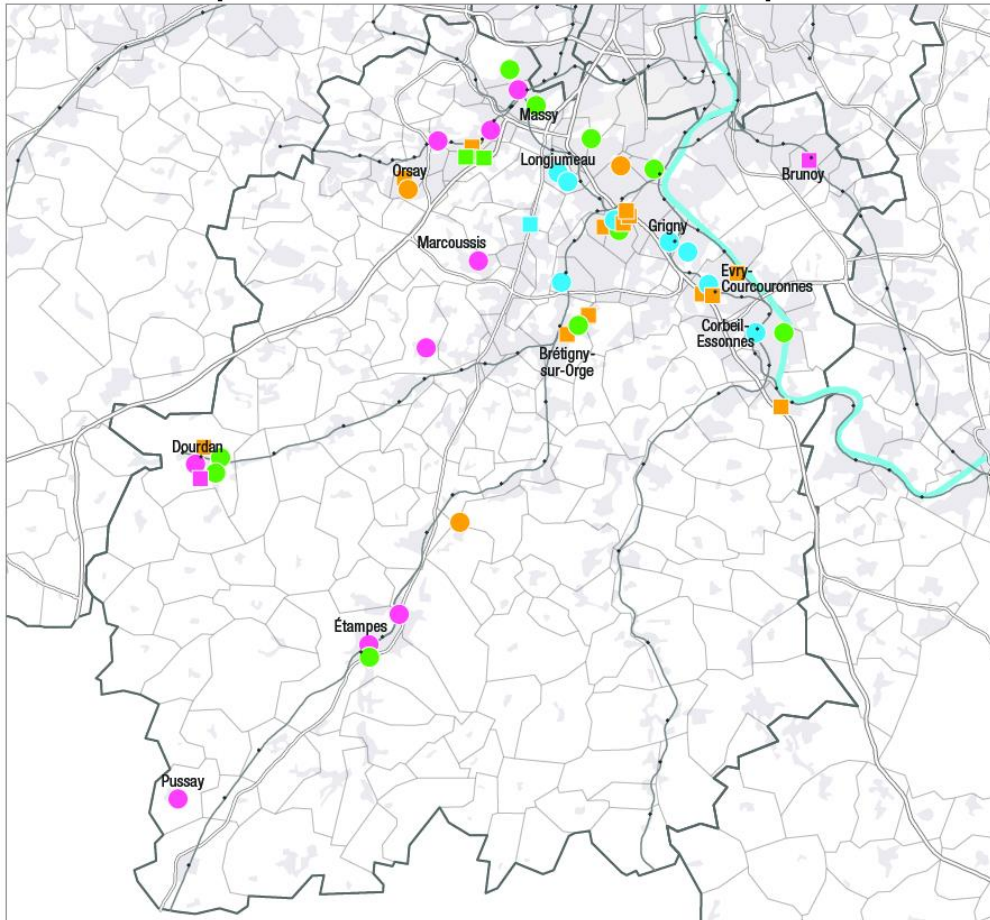 Massy
Longjumeau
Orsay
Brunoy
Grigny
Marcoussis
Evry-
Courcouronnes
Corbeil-
Essonnes
Brétigny-
sur-Orge
Dourdan
Étampes
Pussay